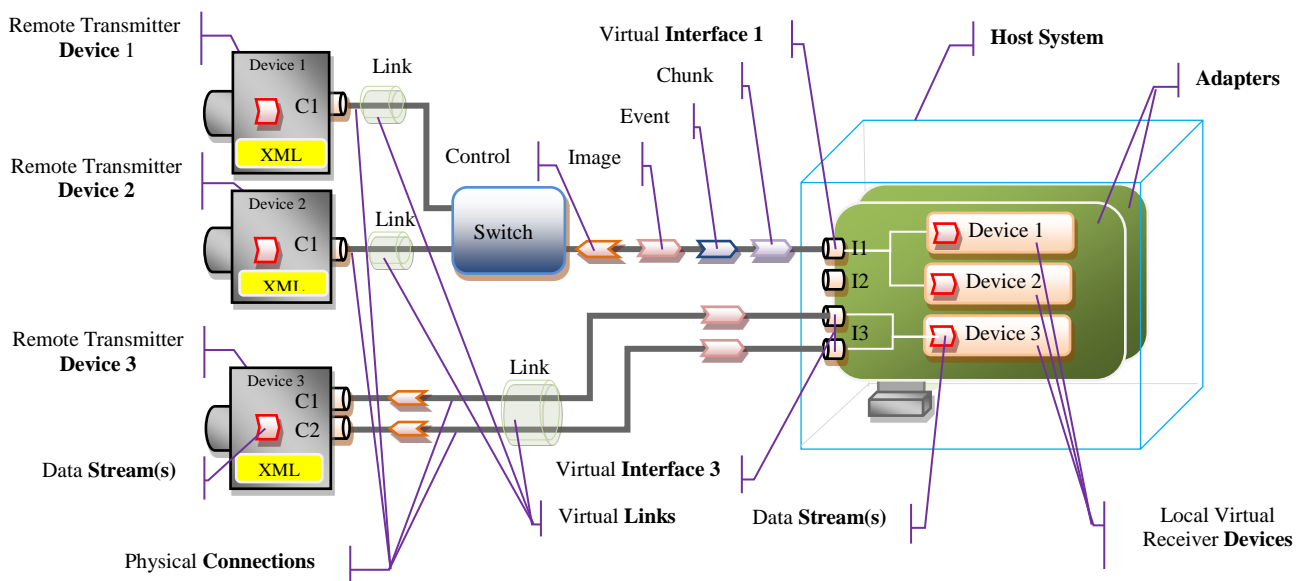 Remote Transmitter
Device 1
Device 1
C1
XML
Link
Remote Transmitter
Device 2
Device 2
C1
XML
Link
Switch
Control
Image
Event
Chunk
Virtual Interface 1
Host System
Adapters
I1
I2
I3
Device 1
Device 2
Device 3
Remote Transmitter
Device 3
Device 3
C1
C2
XML
Link
Data Stream(s)
Physical Connections
Virtual Interface 3
Virtual Links
Data Stream(s)
Local Virtual
Receiver Devices